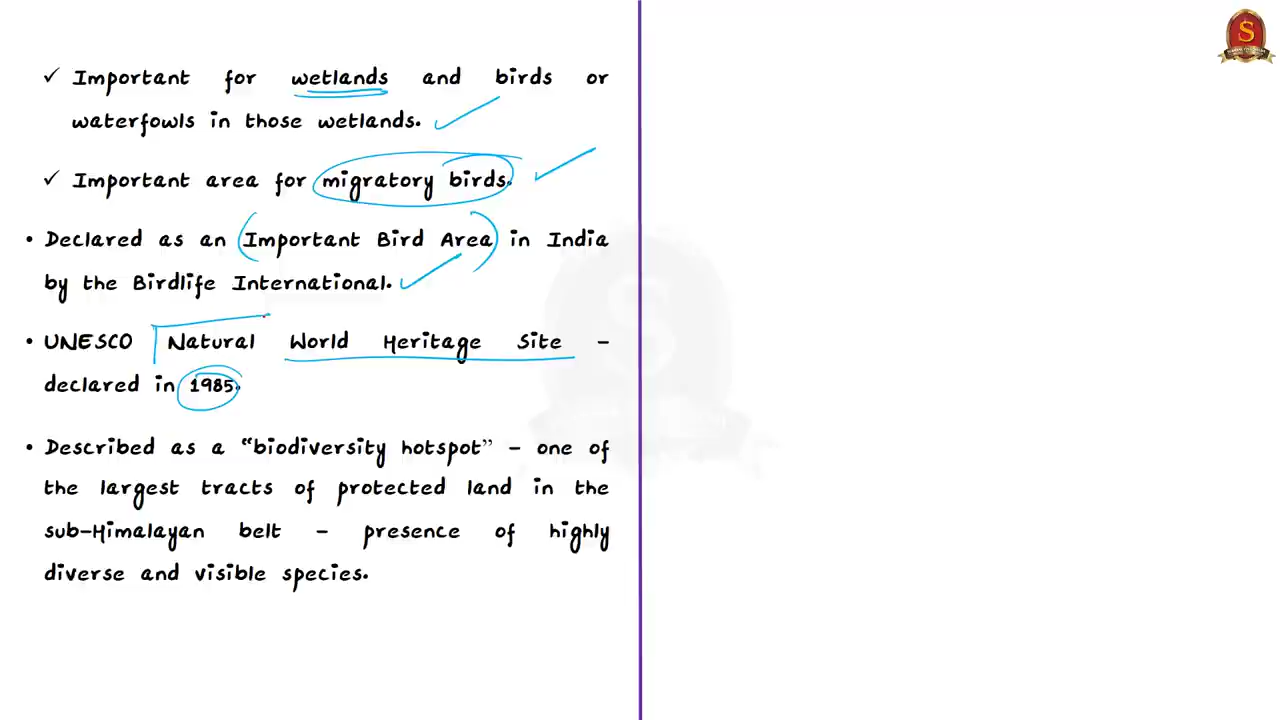 ✓ Important for wetlands and birds or
waterfowls in those wetlands.
✓ Important area for migratory birds.
• Declared as an Important Bird Area in India
by the Birdlife International.
• UNESCO Natural World Heritage Site –
declared in 1985.
• Described as a “biodiversity hotspot” – one of
the largest tracts of protected land in the
sub-Himalayan belt – presence of highly
diverse and visible species.
S